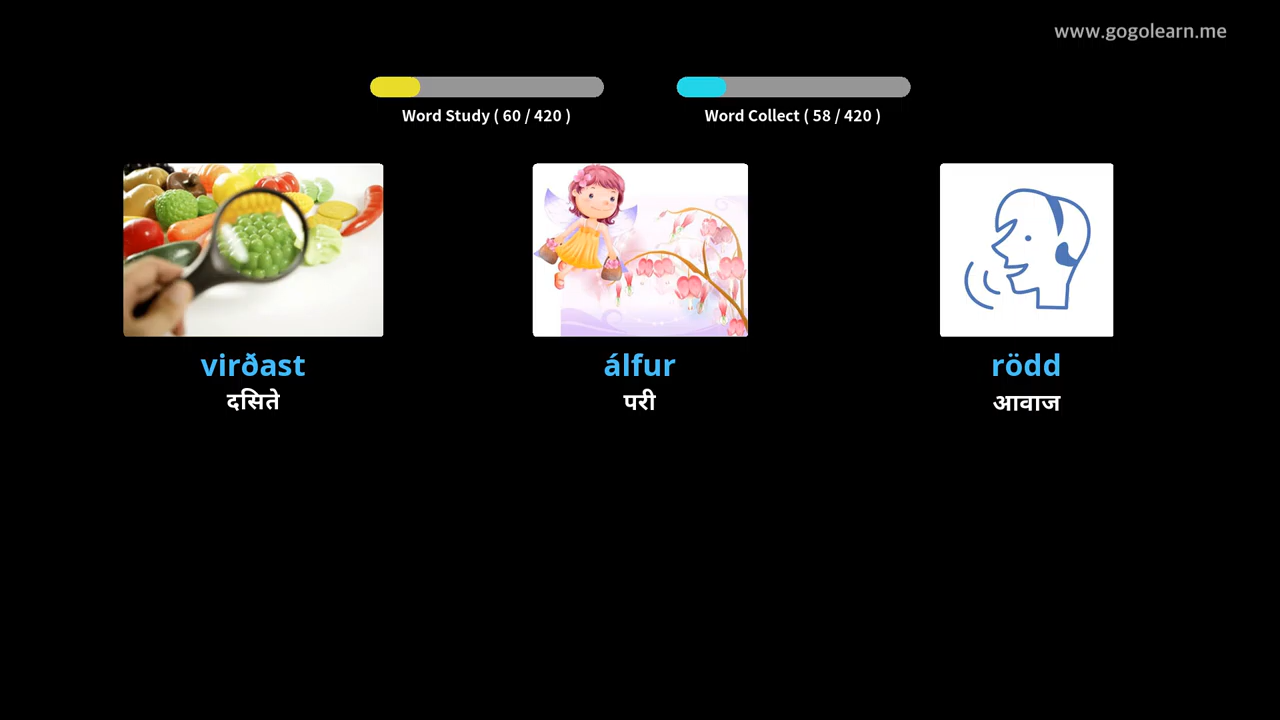 www.gogolearn.me
Word Study ( 60 / 420 )
Word Collect ( 58 / 420 )
virðast
álfur
rödd
दसिते
परी
आवाज